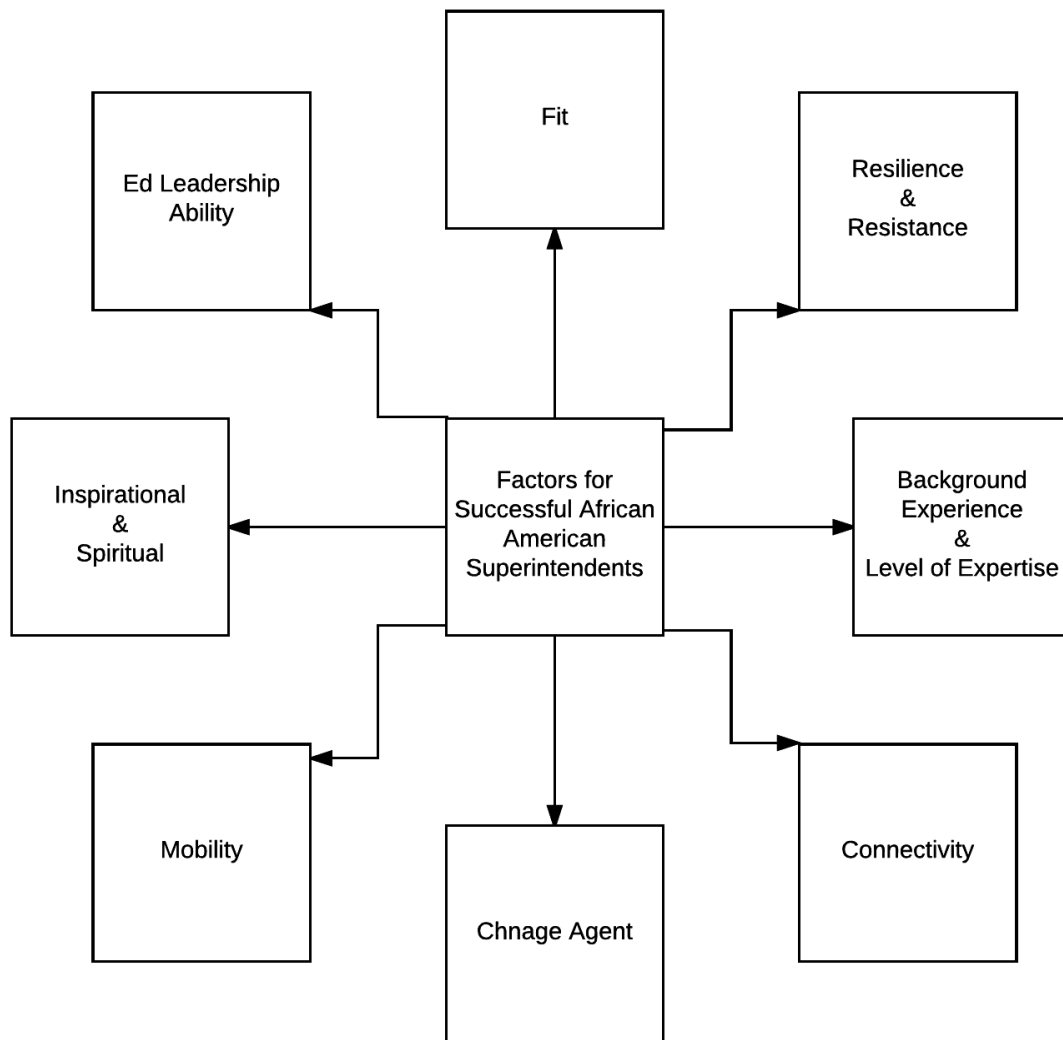 Fit
Ed Leadership
Ability
Resilience
&
Resistance
Inspirational
&
Spiritual
Factors for
Successful African
American
Superintendents
Background
Experience
&
Level of Expertise
Mobility
Chnage Agent
Connectivity